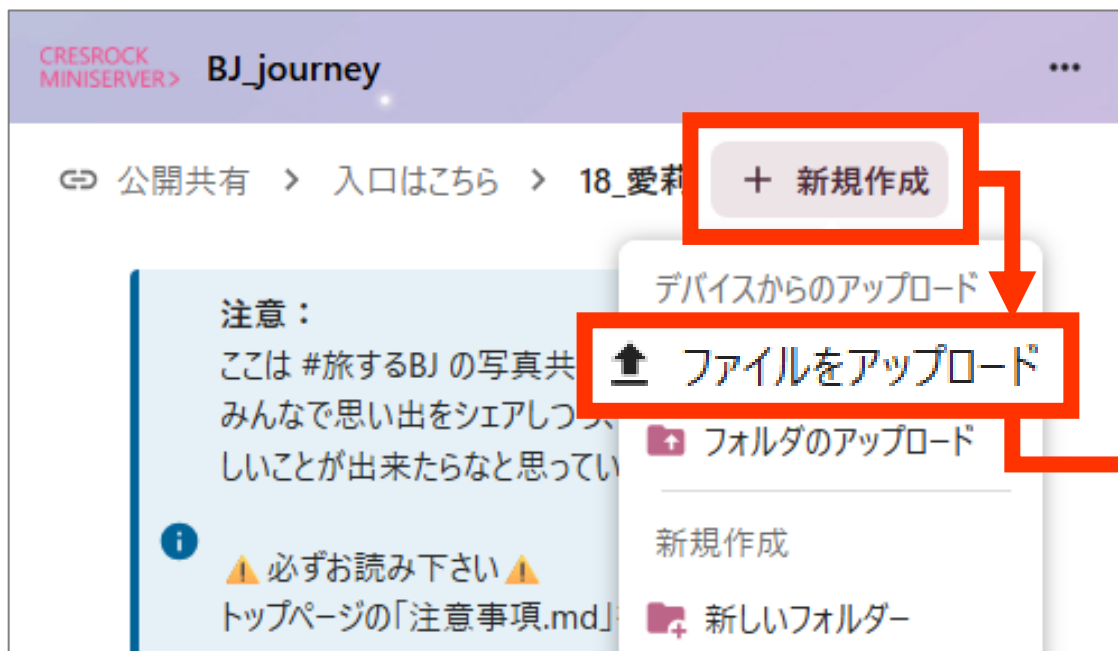 CRESROCK
MINISERVER>
BJ_journey
公開共有 > 入口はこちら > 18_愛莉
+ 新規作成
デバイスからのアップロード
ファイルをアップロード
フォルダのアップロード
新規作成
新しいフォルダー
注意：
ここは #旅するBJ の写真共
みんなで思い出をシェアしつつ、
しいことが出来たらなと思ってい
⚠必ずお読み下さい⚠
トップページの「注意事項.md」